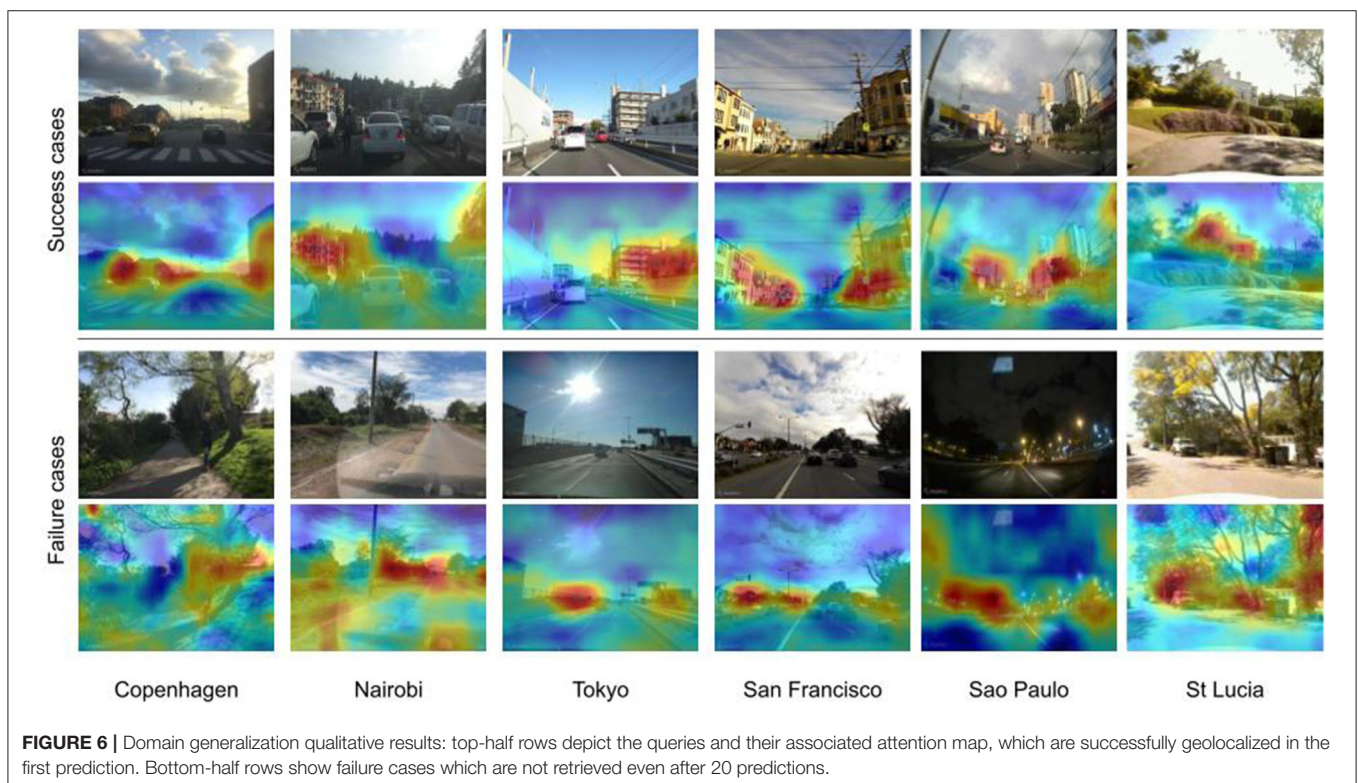 Success cases
Failure cases
Copenhagen
Nairobi
Tokyo
San Francisco
Sao Paulo
St Lucia
FIGURE 6 | Domain generalization qualitative results: top-half rows depict the queries and their associated attention map, which are successfully geolocalized in the
first prediction. Bottom-half rows show failure cases which are not retrieved even after 20 predictions.